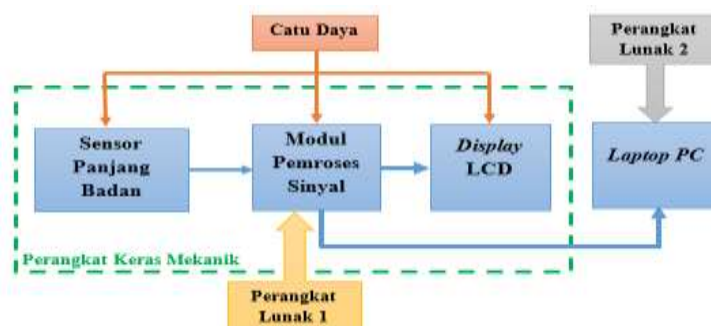 Catu Daya
Perangkat
Lunak 2
Sensor
Panjang
Badan
Modul
Pemroses
Sinyal
Display
LCD
Laptop PC
Perangkat Keras Mekanik
Perangkat
Lunak 1